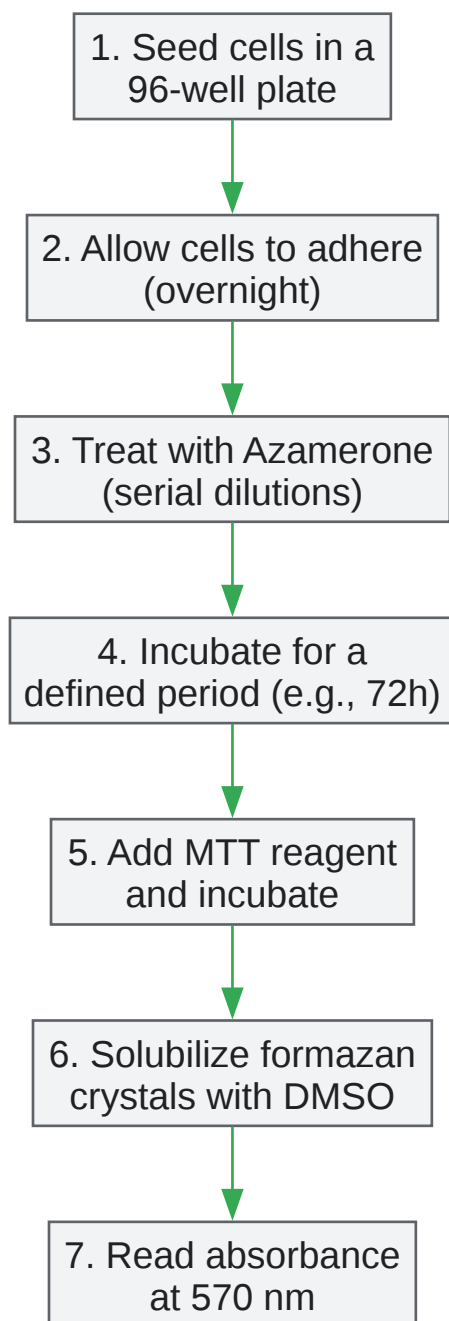 1. Seed cells in a
96-well plate
2. Allow cells to adhere
(overnight)
3. Treat with Azamerone
(serial dilutions)
4. Incubate for a
defined period (e.g., 72h)
5. Add MTT reagent
and incubate
6. Solubilize formazan
crystals with DMSO
7. Read absorbance
at 570 nm